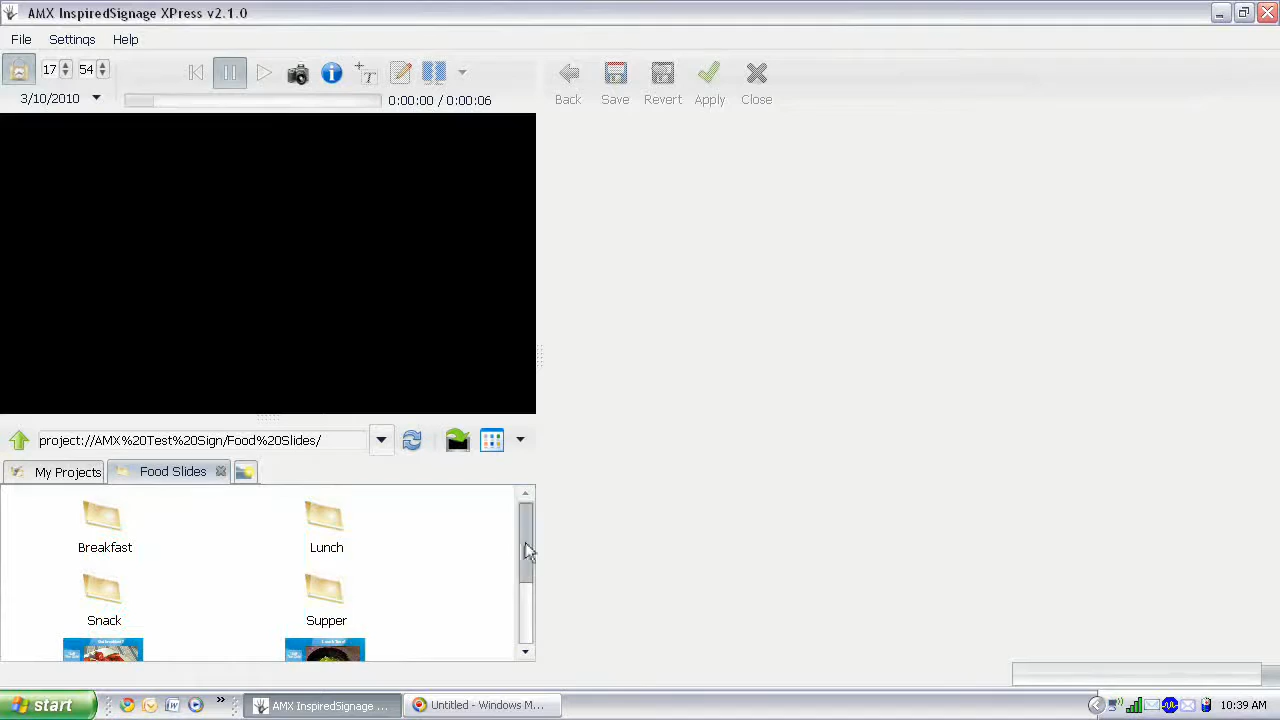 AMX InspiredSignage XPress v2.1.0
File Settings Help
17 54
3/10/2010
0:00:00 / 0:00:06
Back Save Revert Apply Close
project://AMX%20Test%20Sign/Food%20Slides/
My Projects Food Slides
Breakfast Lunch
Snack Supper
start AMX InspiredSignage ... Untitled - Windows M... 10:39 AM